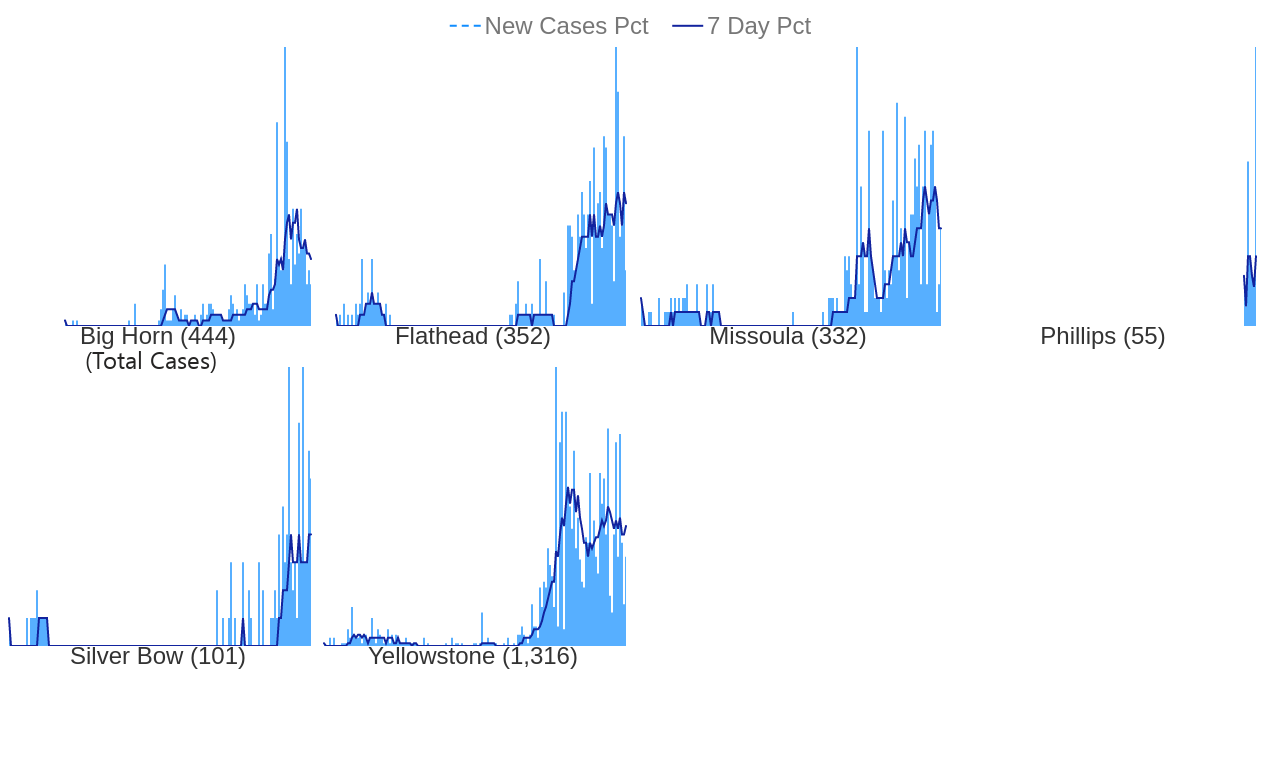 New Cases Pct 7 Day Pct
Big Horn (444) Flathead (352) Missoula (332) Phillips (55)
(Total Cases)
Silver Bow (101) Yellowstone (1,316)